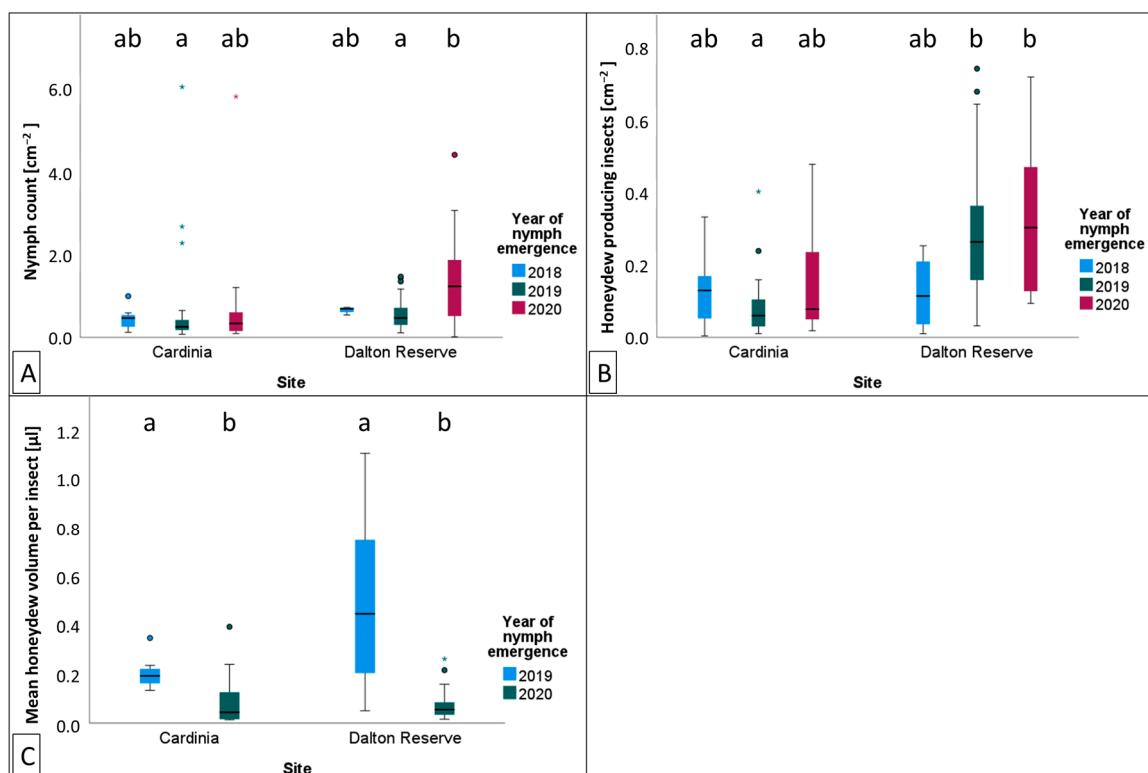 ab a ab ab a b
Nymph count [cm⁻² ]
6.0
4.0
2.0
0.0
Year of
nymph
emergence
2018
2019
2020
Cardinia Dalton Reserve
Site
A
ab a ab ab b b
Honeydew producing insects [cm⁻²]
0.8
0.6
0.4
0.2
0.0
Year of
nymph
emergence
2018
2019
2020
Cardinia Dalton Reserve
Site
B
a b a b
Mean honeydew volume per insect [µl]
1.2
1.0
0.8
0.6
0.4
0.2
0.0
Year of
nymph
emergence
2019
2020
Cardinia Dalton Reserve
Site
C